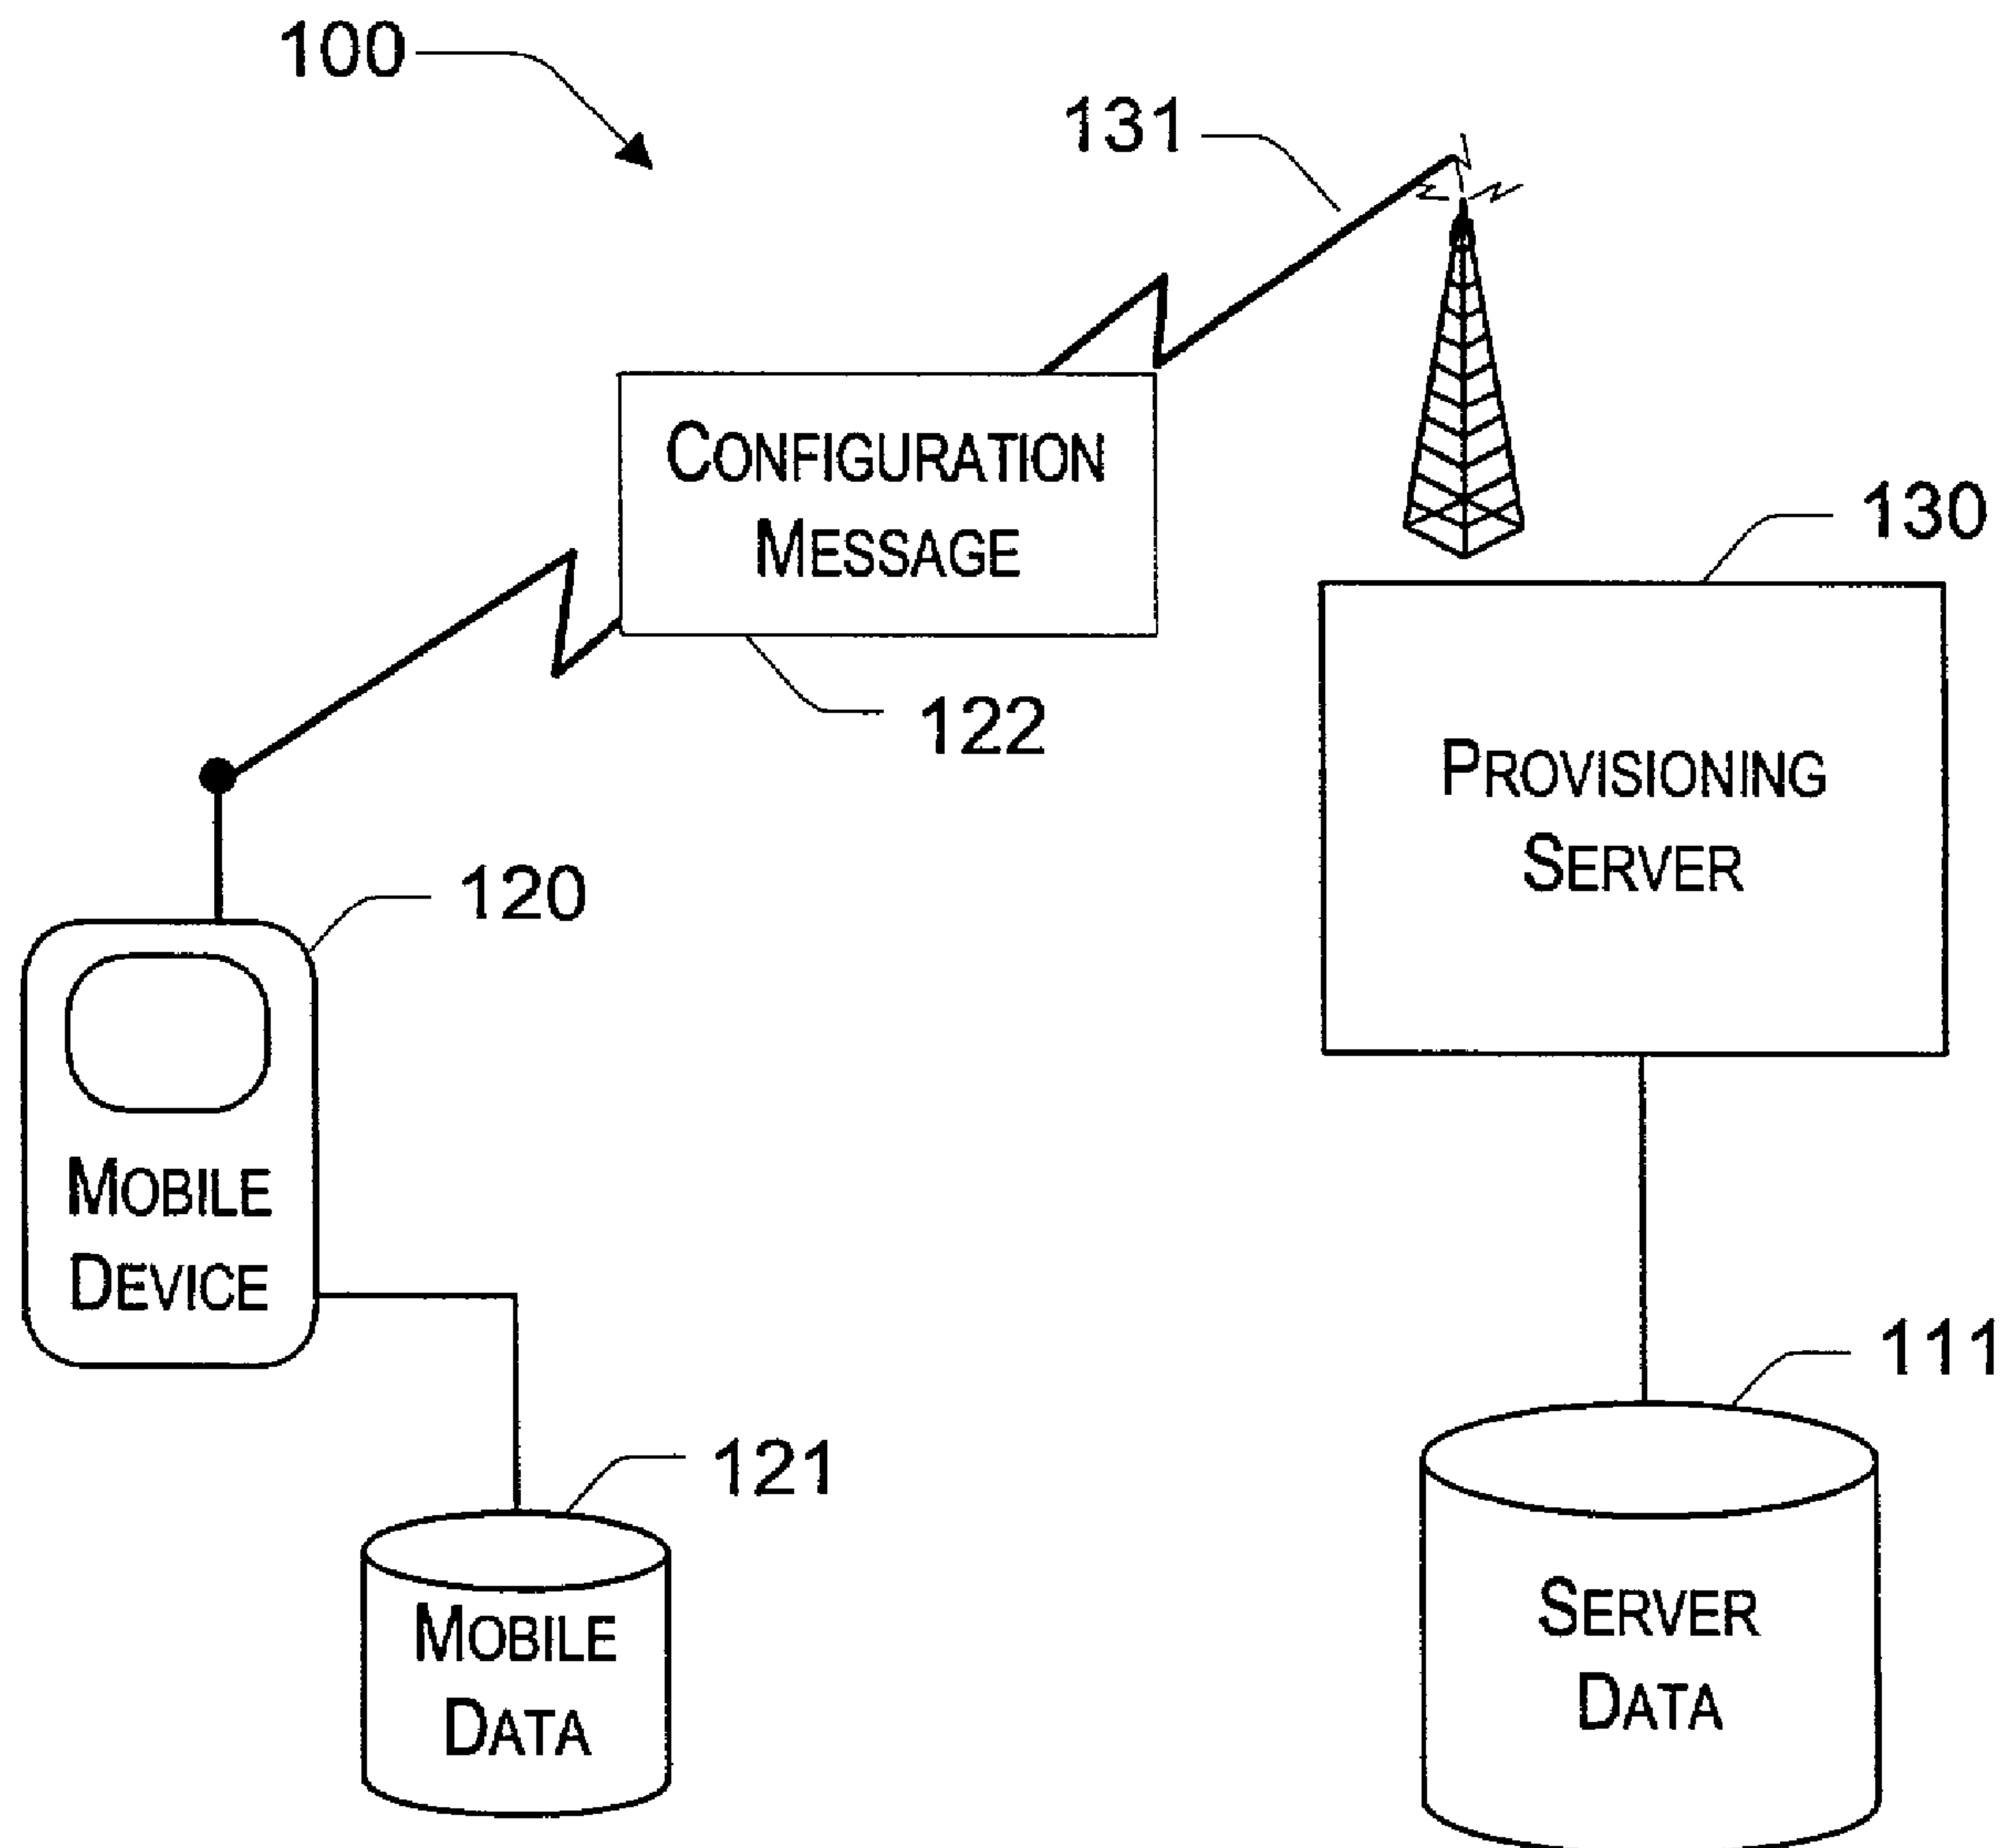 100
131
CONFIGURATION
MESSAGE
130
122
PROVISIONING
SERVER
120
MOBILE
DEVICE
111
121
SERVER
DATA
MOBILE
DATA